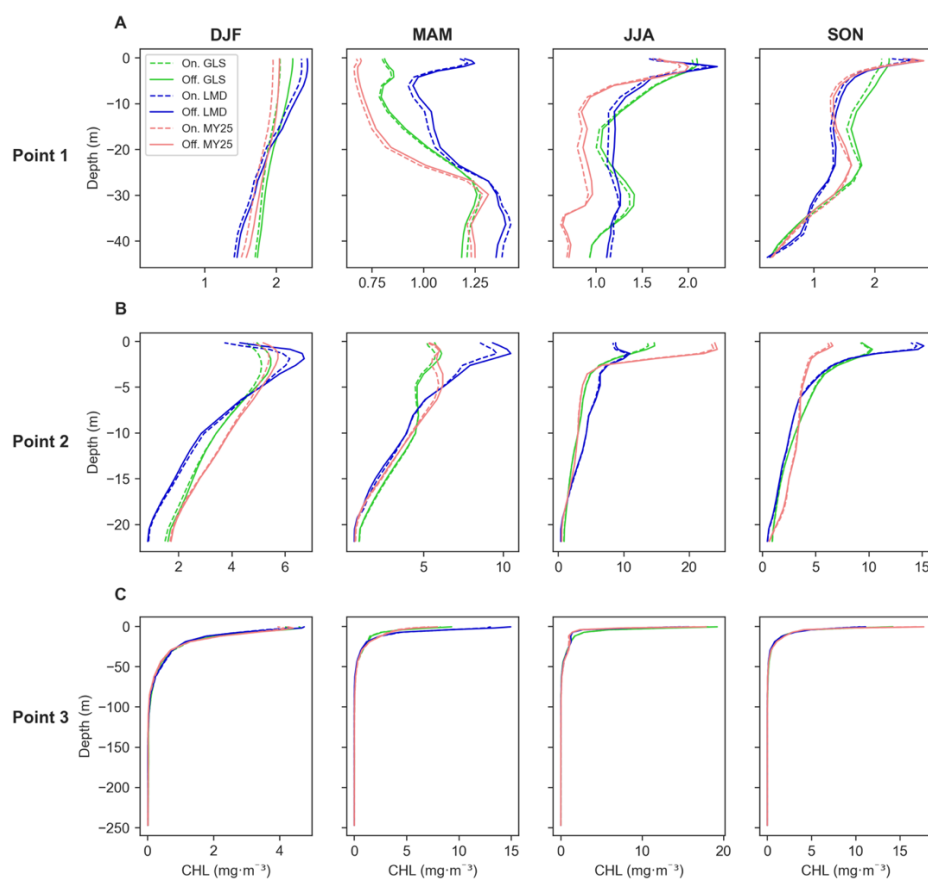 A
DJF MAM JJA SON
Point 1
Depth (m)
0
−10
−20
−30
−40
On. GLS
Off. GLS
On. LMD
Off. LMD
On. MY25
Off. MY25
1 2 0.75 1.00 1.25 1.0 1.5 2.0 1 2
B
Point 2
Depth (m)
0
−5
−10
−15
−20
2 4 6 5 10 0 10 20 0 5 10 15
C
Point 3
Depth (m)
0
−50
−100
−150
−200
−250
0 2 4 0 5 10 15 0 10 20 0 5 10 15
CHL (mg·m⁻³) CHL (mg·m⁻³) CHL (mg·m⁻³) CHL (mg·m⁻³)